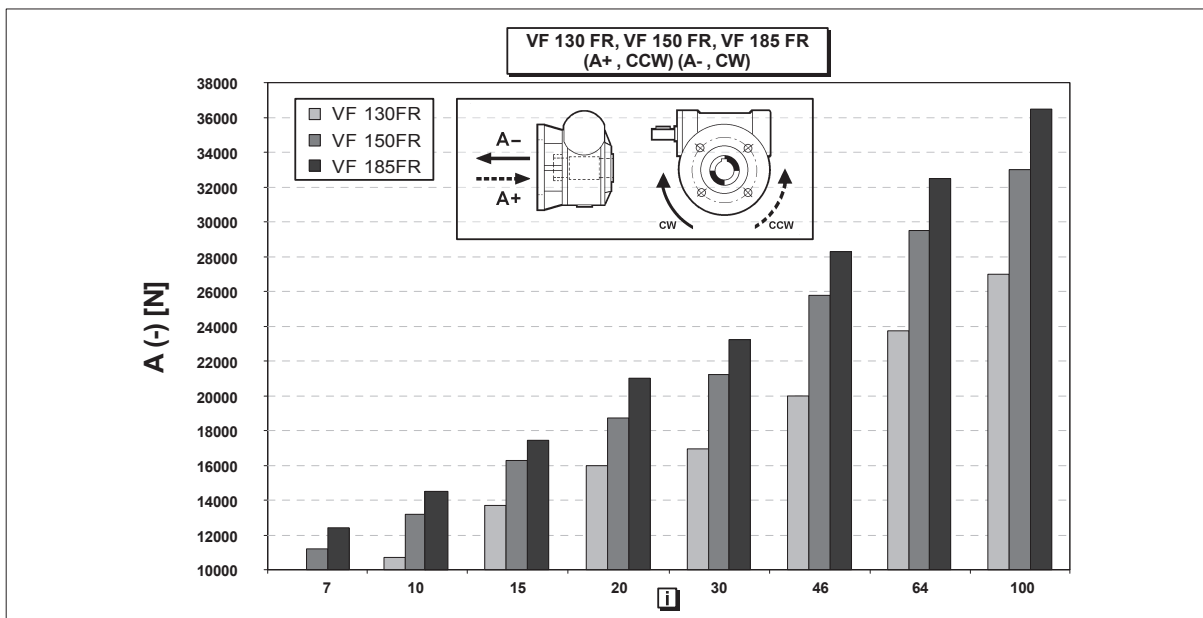 VF 130 FR, VF 150 FR, VF 185 FR
(A+ , CCW) (A- , CW)
VF 130FR
VF 150FR
VF 185FR
A−
A+
CW
CCW
A (-) [N]
38000
36000
34000
32000
30000
28000
26000
24000
22000
20000
18000
16000
14000
12000
10000
7 10 15 20 30 46 64 100
i